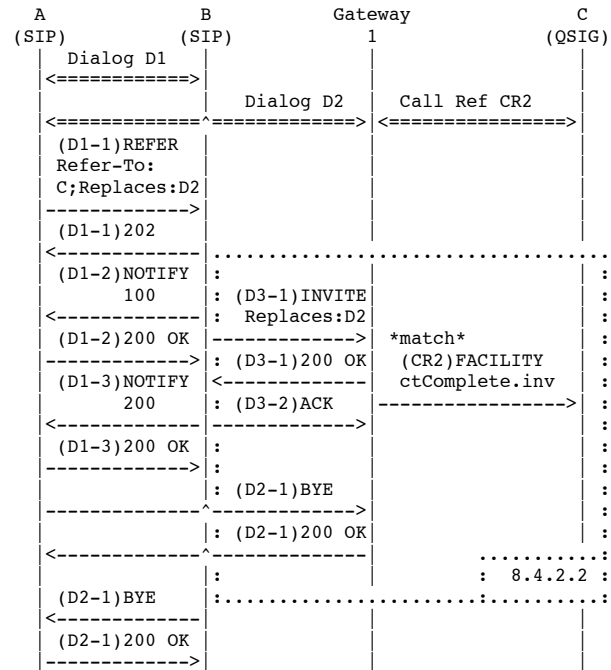 A B Gateway C
(SIP) (SIP) 1 (QSIG)
Dialog D1
Dialog D2 Call Ref CR2
(D1-1)REFER
Refer-To:
C;Replaces:D2
(D1-1)202
(D1-2)NOTIFY
100 (D3-1)INVITE
Replaces:D2
(D1-2)200 OK *match*
(D3-1)200 OK (CR2)FACILITY
(D1-3)NOTIFY ctComplete.inv
200 (D3-2)ACK
(D1-3)200 OK
(D2-1)BYE
(D2-1)200 OK
8.4.2.2
(D2-1)BYE
(D2-1)200 OK